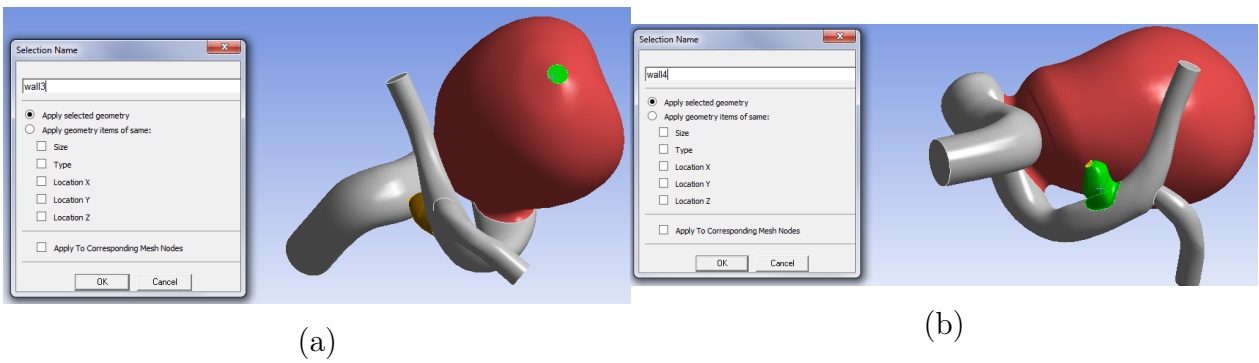 Selection Name
wall3
Apply selected geometry
Apply geometry items of same:
Size
Type
Location X
Location Y
Location Z
Apply To Corresponding Mesh Nodes
OK Cancel
(a)
Selection Name
wall4
Apply selected geometry
Apply geometry items of same:
Size
Type
Location X
Location Y
Location Z
Apply To Corresponding Mesh Nodes
OK Cancel
(b)